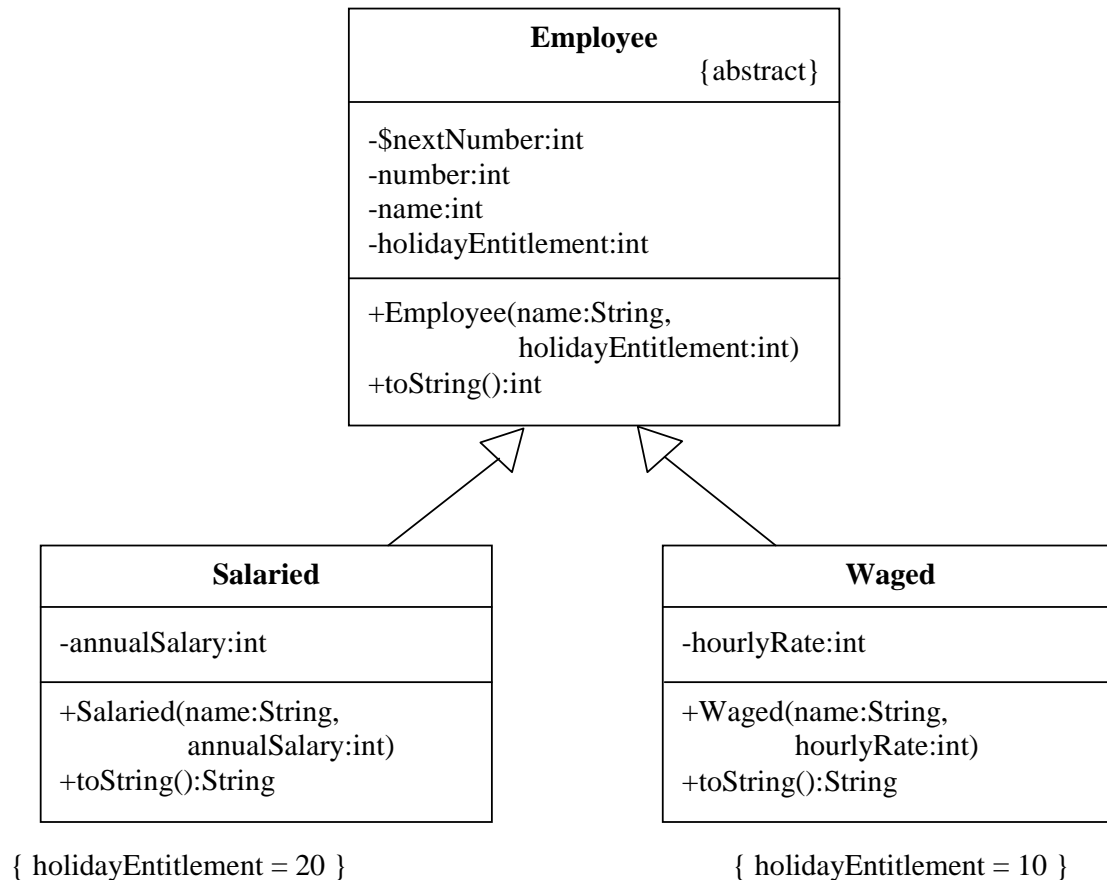 Employee
{abstract}
-$nextNumber:int
-number:int
-name:int
-holidayEntitlement:int
+Employee(name:String,
holidayEntitlement:int)
+toString():int
Salaried
-annualSalary:int
+Salaried(name:String,
annualSalary:int)
+toString():String
{ holidayEntitlement = 20 }
Waged
-hourlyRate:int
+Waged(name:String,
hourlyRate:int)
+toString():String
{ holidayEntitlement = 10 }